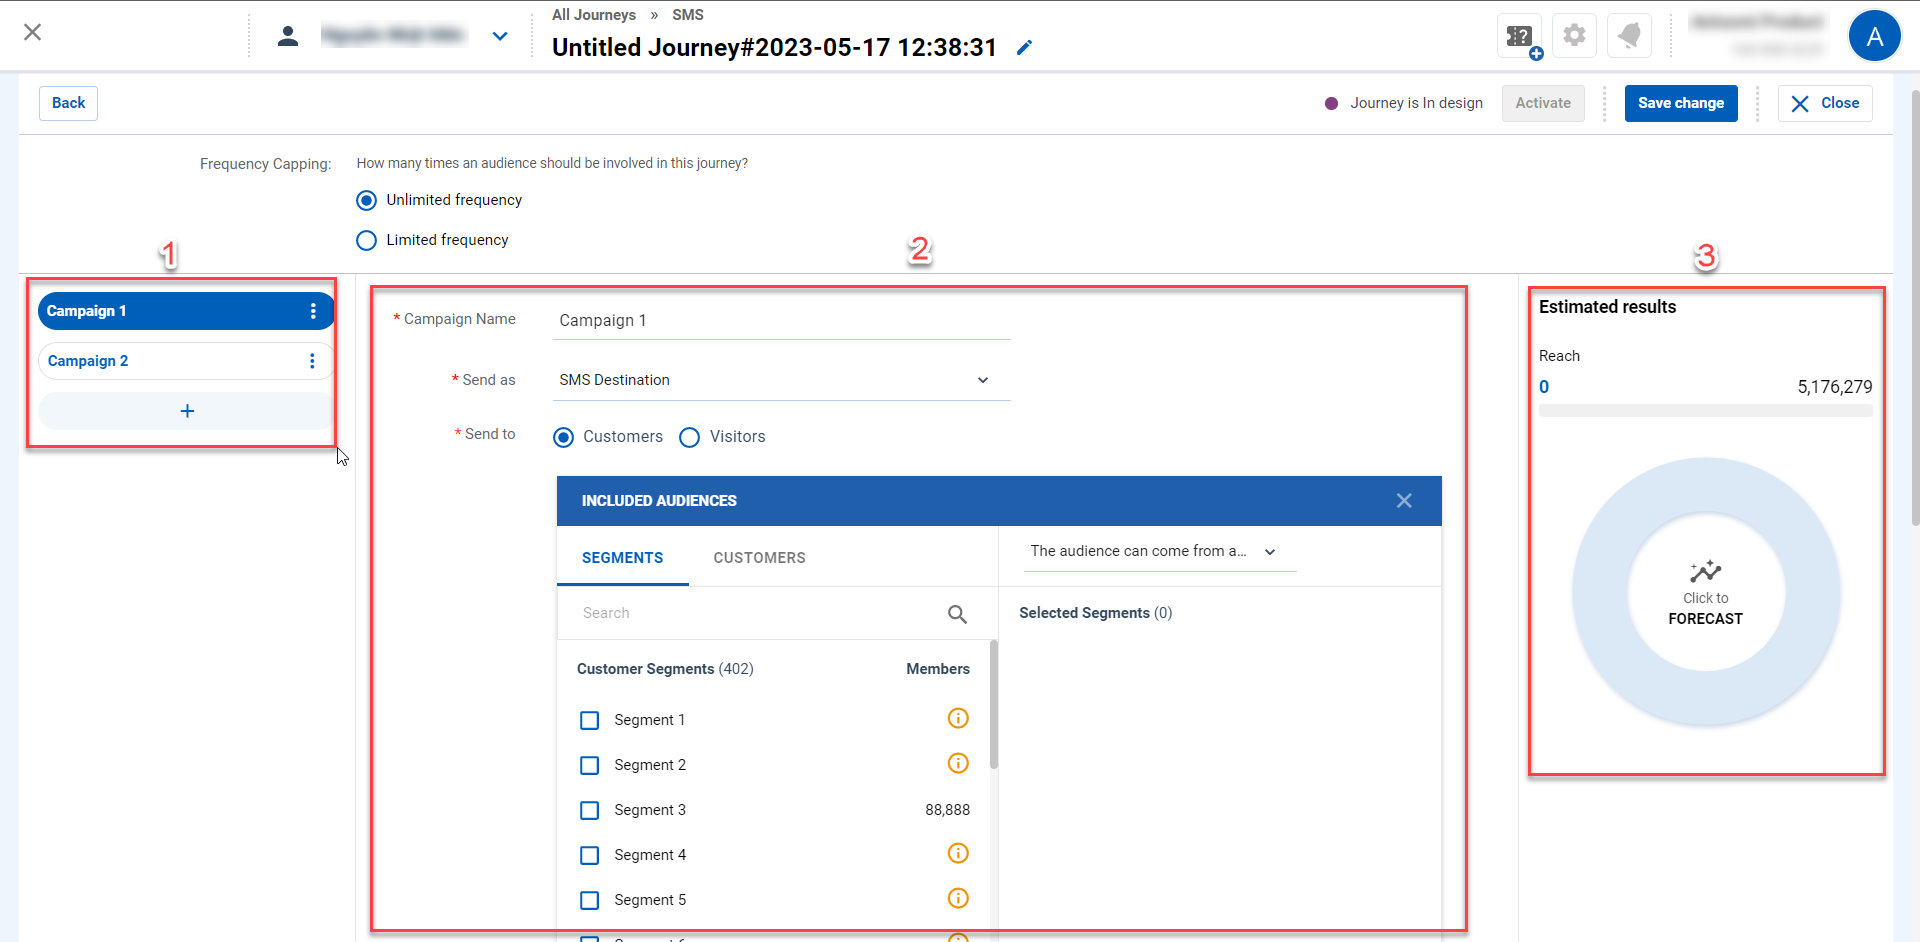 All Journeys » SMS
Untitled Journey#2023-05-17 12:38:31
?
A
Back
Journey is In design
Activate
Save change
Close
Frequency Capping:
How many times an audience should be involved in this journey?
Unlimited frequency
Limited frequency
1
2
3
Campaign 1
Campaign 2
+
* Campaign Name
Campaign 1
* Send as
SMS Destination
* Send to
Customers
Visitors
INCLUDED AUDIENCES
SEGMENTS
CUSTOMERS
The audience can come from a...
Search
Selected Segments (0)
Customer Segments (402)
Members
Segment 1
Segment 2
Segment 3
88,888
Segment 4
Segment 5
Estimated results
Reach
0
5,176,279
Click to
FORECAST